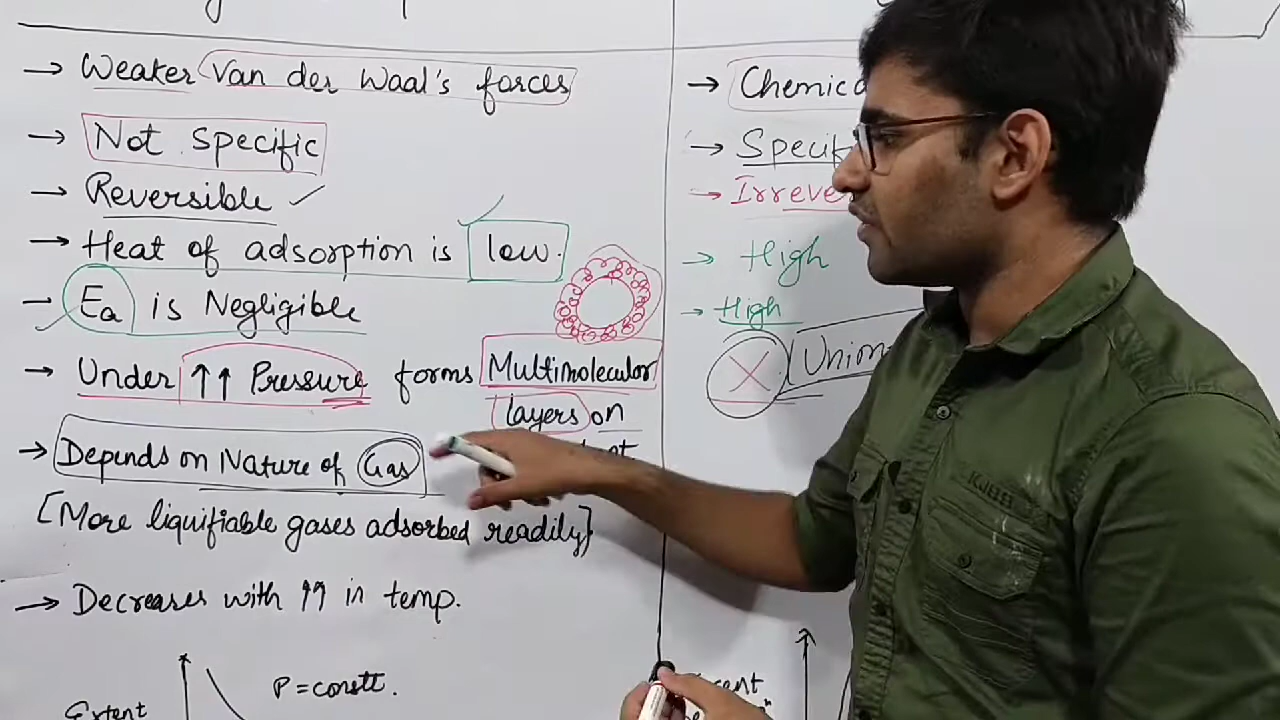 → Weaker Van der Waal's forces
→ Not specific
→ Reversible ✓
→ Heat of adsorption is low.
→ Ea is Negligible
→ Under ↑↑ Pressure forms Multimolecular
layers on
→ Depends on Nature of Gas
[More liquifiable gases adsorbed readily}
→ Decreases with ↑↑ in temp.
P = constt.
Extent
→ Chemica
→ Specif
→ Irrever
→ High
→ High
X (Unim